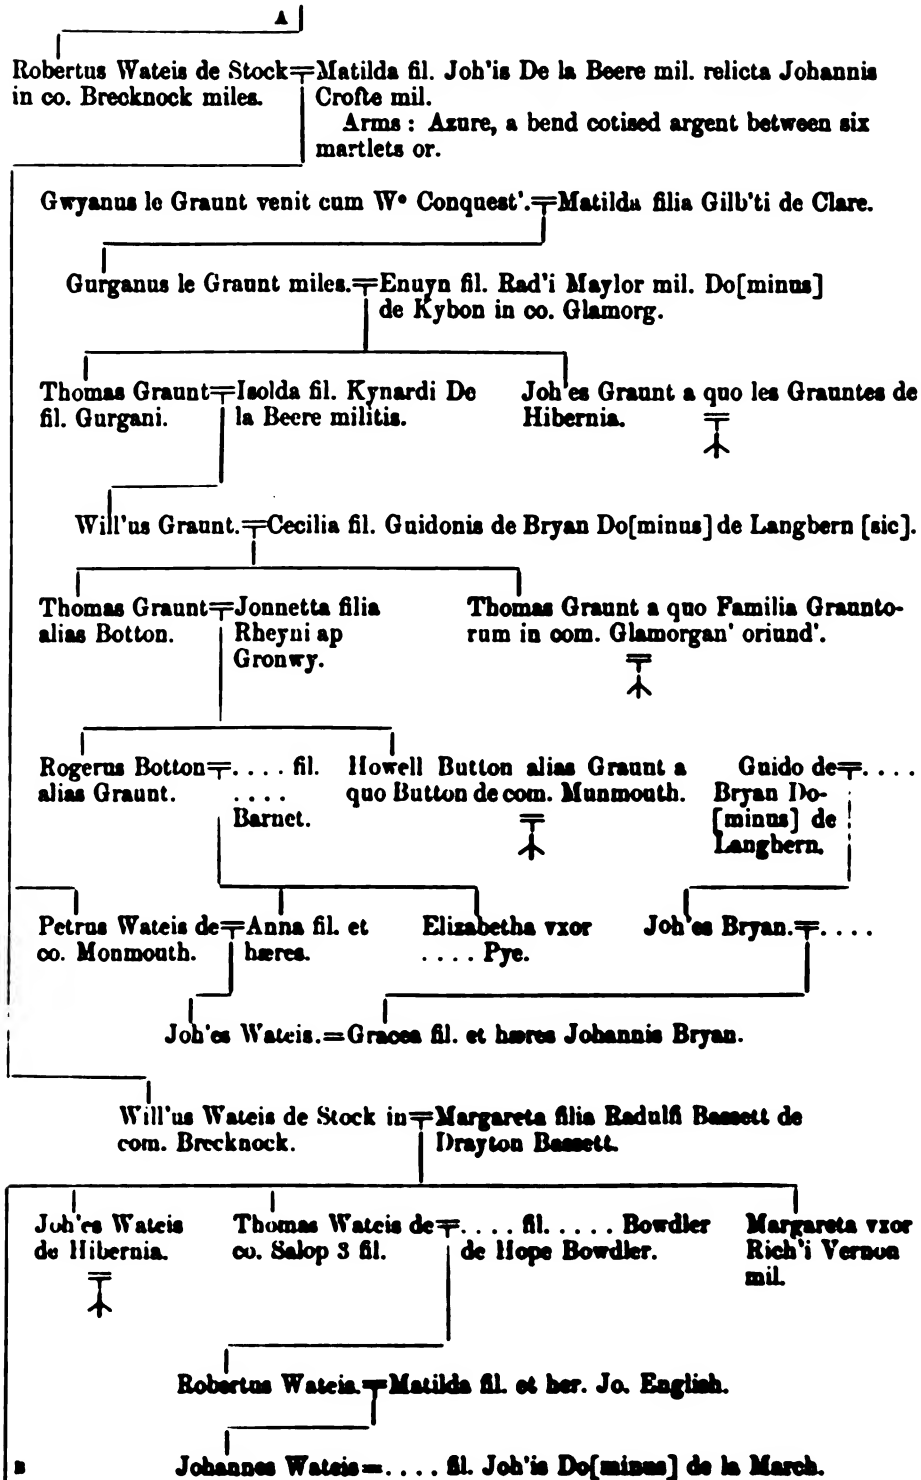 A
Robertus Wateis de Stock=Matilda fil. Joh'is De la Beere mil. relicta Johannis
in co. Brecknock miles. Crofte mil.
Arms : Azure, a bend cotised argent between six
martlets or.
Gwyanus le Graunt venit cum Wº Conquest'.=Matilda filia Gilb'ti de Clare.
Gurganus le Graunt miles.=Enuyn fil. Rad'i Maylor mil. Do[minus]
de Kybon in co. Glamorg.
Thomas Graunt=Isolda fil. Kynardi De Joh'es Graunt a quo les Grauntes de
fil. Gurgani. la Beere militis. Hibernia.
Will'us Graunt.=Cecilia fil. Guidonis de Bryan Do[minus] de Langbern [sic].
Thomas Graunt=Jonnetta filia Thomas Graunt a quo Familia Graunto-
alias Botton. Rheyni ap rum in com. Glamorgan' oriund'.
Gronwy.
Rogerus Botton=.... fil. Howell Button alias Graunt a Guido de=....
alias Graunt. .... quo Button de com. Munmouth. Bryan Do-
Barnet. [minus] de
Langbern.
Petrus Wateis de=Anna fil. et Elizabetha vxor Joh'es Bryan.=....
co. Monmouth. hæres. .... Pye.
Joh'es Wateis.=Gracea fil. et hæres Johannis Bryan.
Will'us Wateis de Stock in=Margareta filia Radulfi Bassett de
com. Brecknock. Drayton Bassett.
Joh'es Wateis Thomas Wateis de=.... fil. .... Bowdler Margareta vxor
de Hibernia. co. Salop 3 fil. de Hope Bowdler. Rich'i Vernon
mil.
Robertus Wateis.=Matilda fil. et her. Jo. English.
B Johannes Wateis=.... fil. Joh'is Do[minus] de la March.